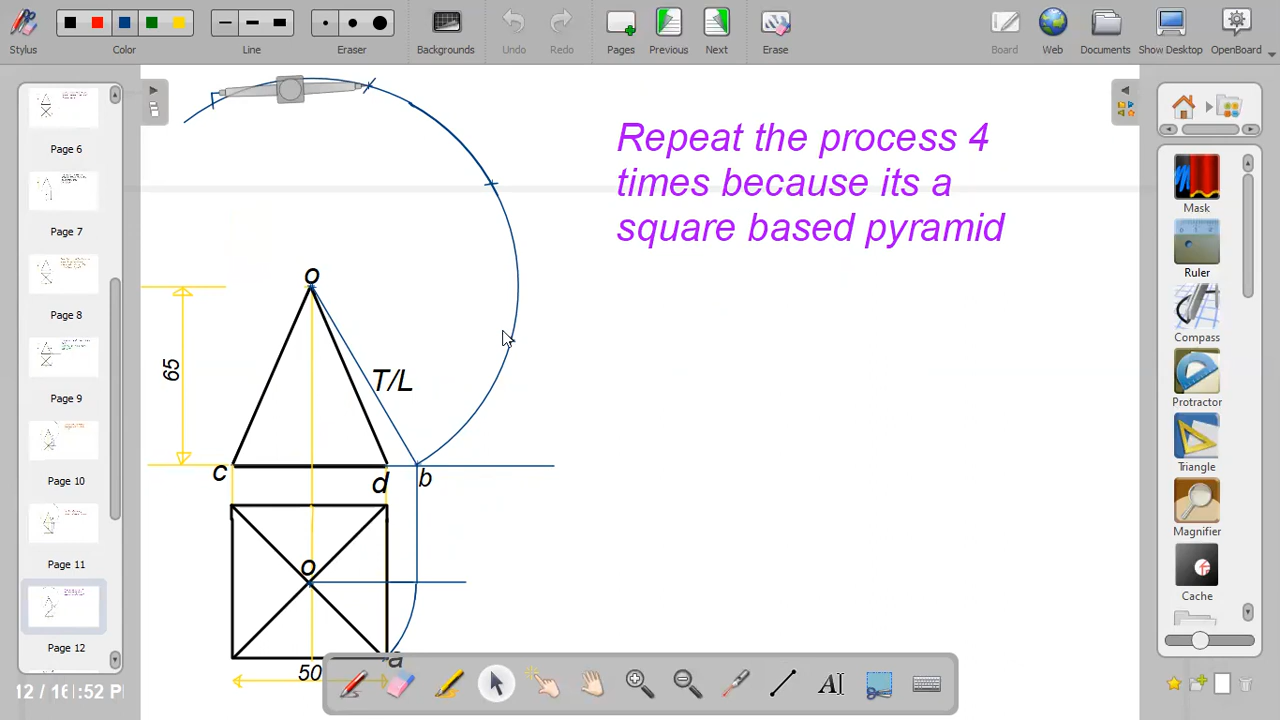 Stylus
Color
Line
Eraser
Backgrounds
Undo
Redo
Pages
Previous
Next
Erase
Board
Web
Documents
Show Desktop
OpenBoard
Page 6
Page 7
Page 8
Page 9
Page 10
Page 11
Page 12
Repeat the process 4
times because its a
square based pyramid
o
65
T/L
c
d
b
o
a
50
Mask
Ruler
Compass
Protractor
Triangle
Magnifier
Cache